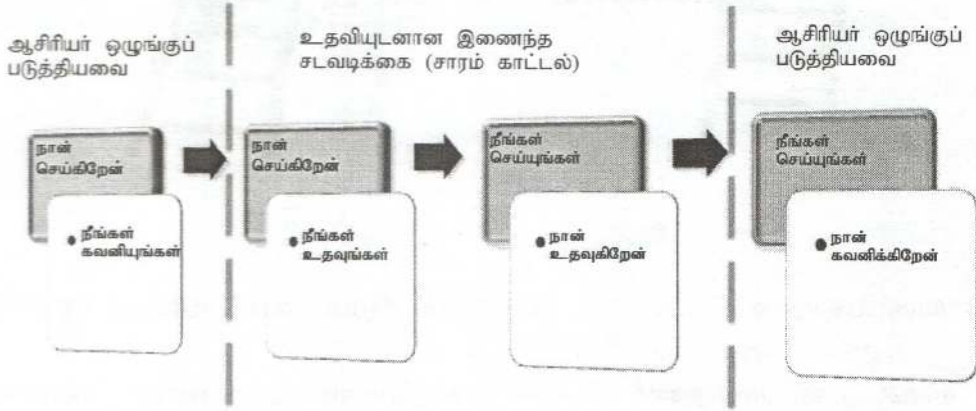 ஆசிரியர் ஒழுங்குப்
படுத்தியவை
உதவியுடனான இணைந்த
சடவடிக்கை (சாரம் காட்டல்)
ஆசிரியர் ஒழுங்குப்
படுத்தியவை
நான்
செய்கிறேன்
நீங்கள்
கவனியுங்கள்
நான்
செய்கிறேன்
நீங்கள்
உதவுங்கள்
நீங்கள்
செய்யுங்கள்
நான்
உதவுகிறேன்
நீங்கள்
செய்யுங்கள்
நான்
கவனிக்கிறேன்